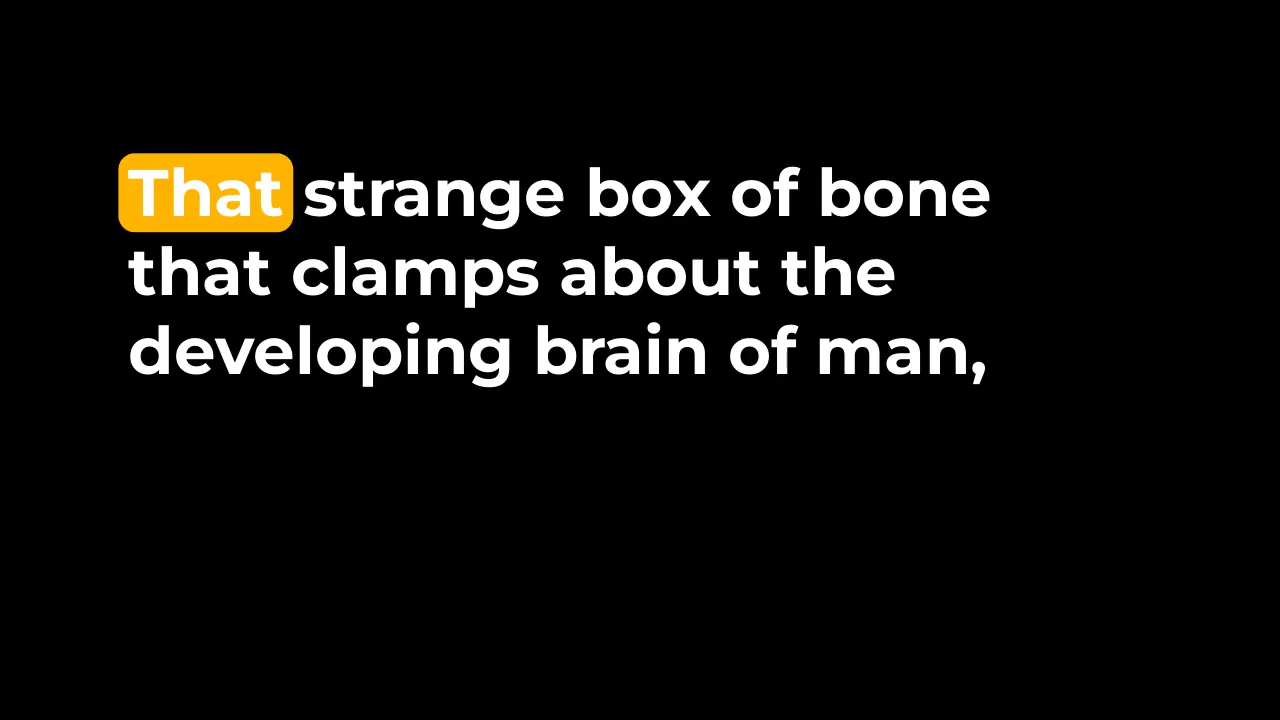 That strange box of bone
that clamps about the
developing brain of man,